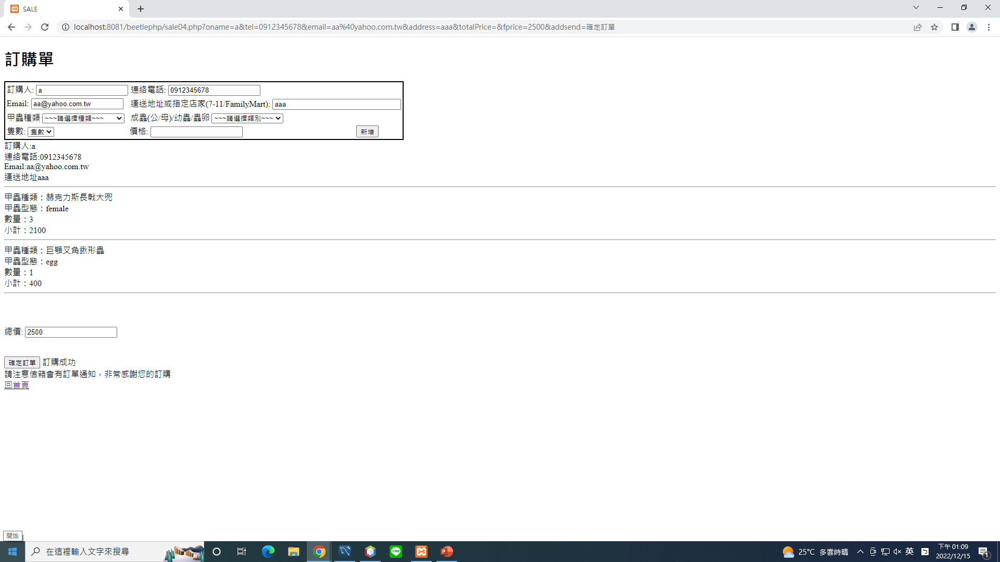 SALE
localhost:8081/beetlephp/sale04.php?oname=a&tel=0912345678&email=aa%40yahoo.com.tw&address=aaa&totalPrice=&fprice=2500&addsend=確定訂單
訂購單
訂購人: a 連絡電話: 0912345678
Email: aa@yahoo.com.tw 運送地址或指定店家(7-11/FamilyMart): aaa
甲蟲種類 ~~~請選擇種類~~~ 成蟲(公/母)/幼蟲/蟲卵 ~~~請選擇類別~~~
隻數: 隻數 價格: 新增
訂購人:a
連絡電話:0912345678
Email:aa@yahoo.com.tw
運送地址aaa
甲蟲種類：赫克力斯長戟大兜
甲蟲型態：female
數量：3
小計：2100
甲蟲種類：巨顎叉角鍬形蟲
甲蟲型態：egg
數量：1
小計：400
總價: 2500
確定訂單 訂購成功
請注意信箱會有訂單通知，非常感謝您的訂購
回首頁
開始
在這裡輸入文字來搜尋
LINE
P
25°C 多雲時晴
英
下午 01:09
2022/12/15
1